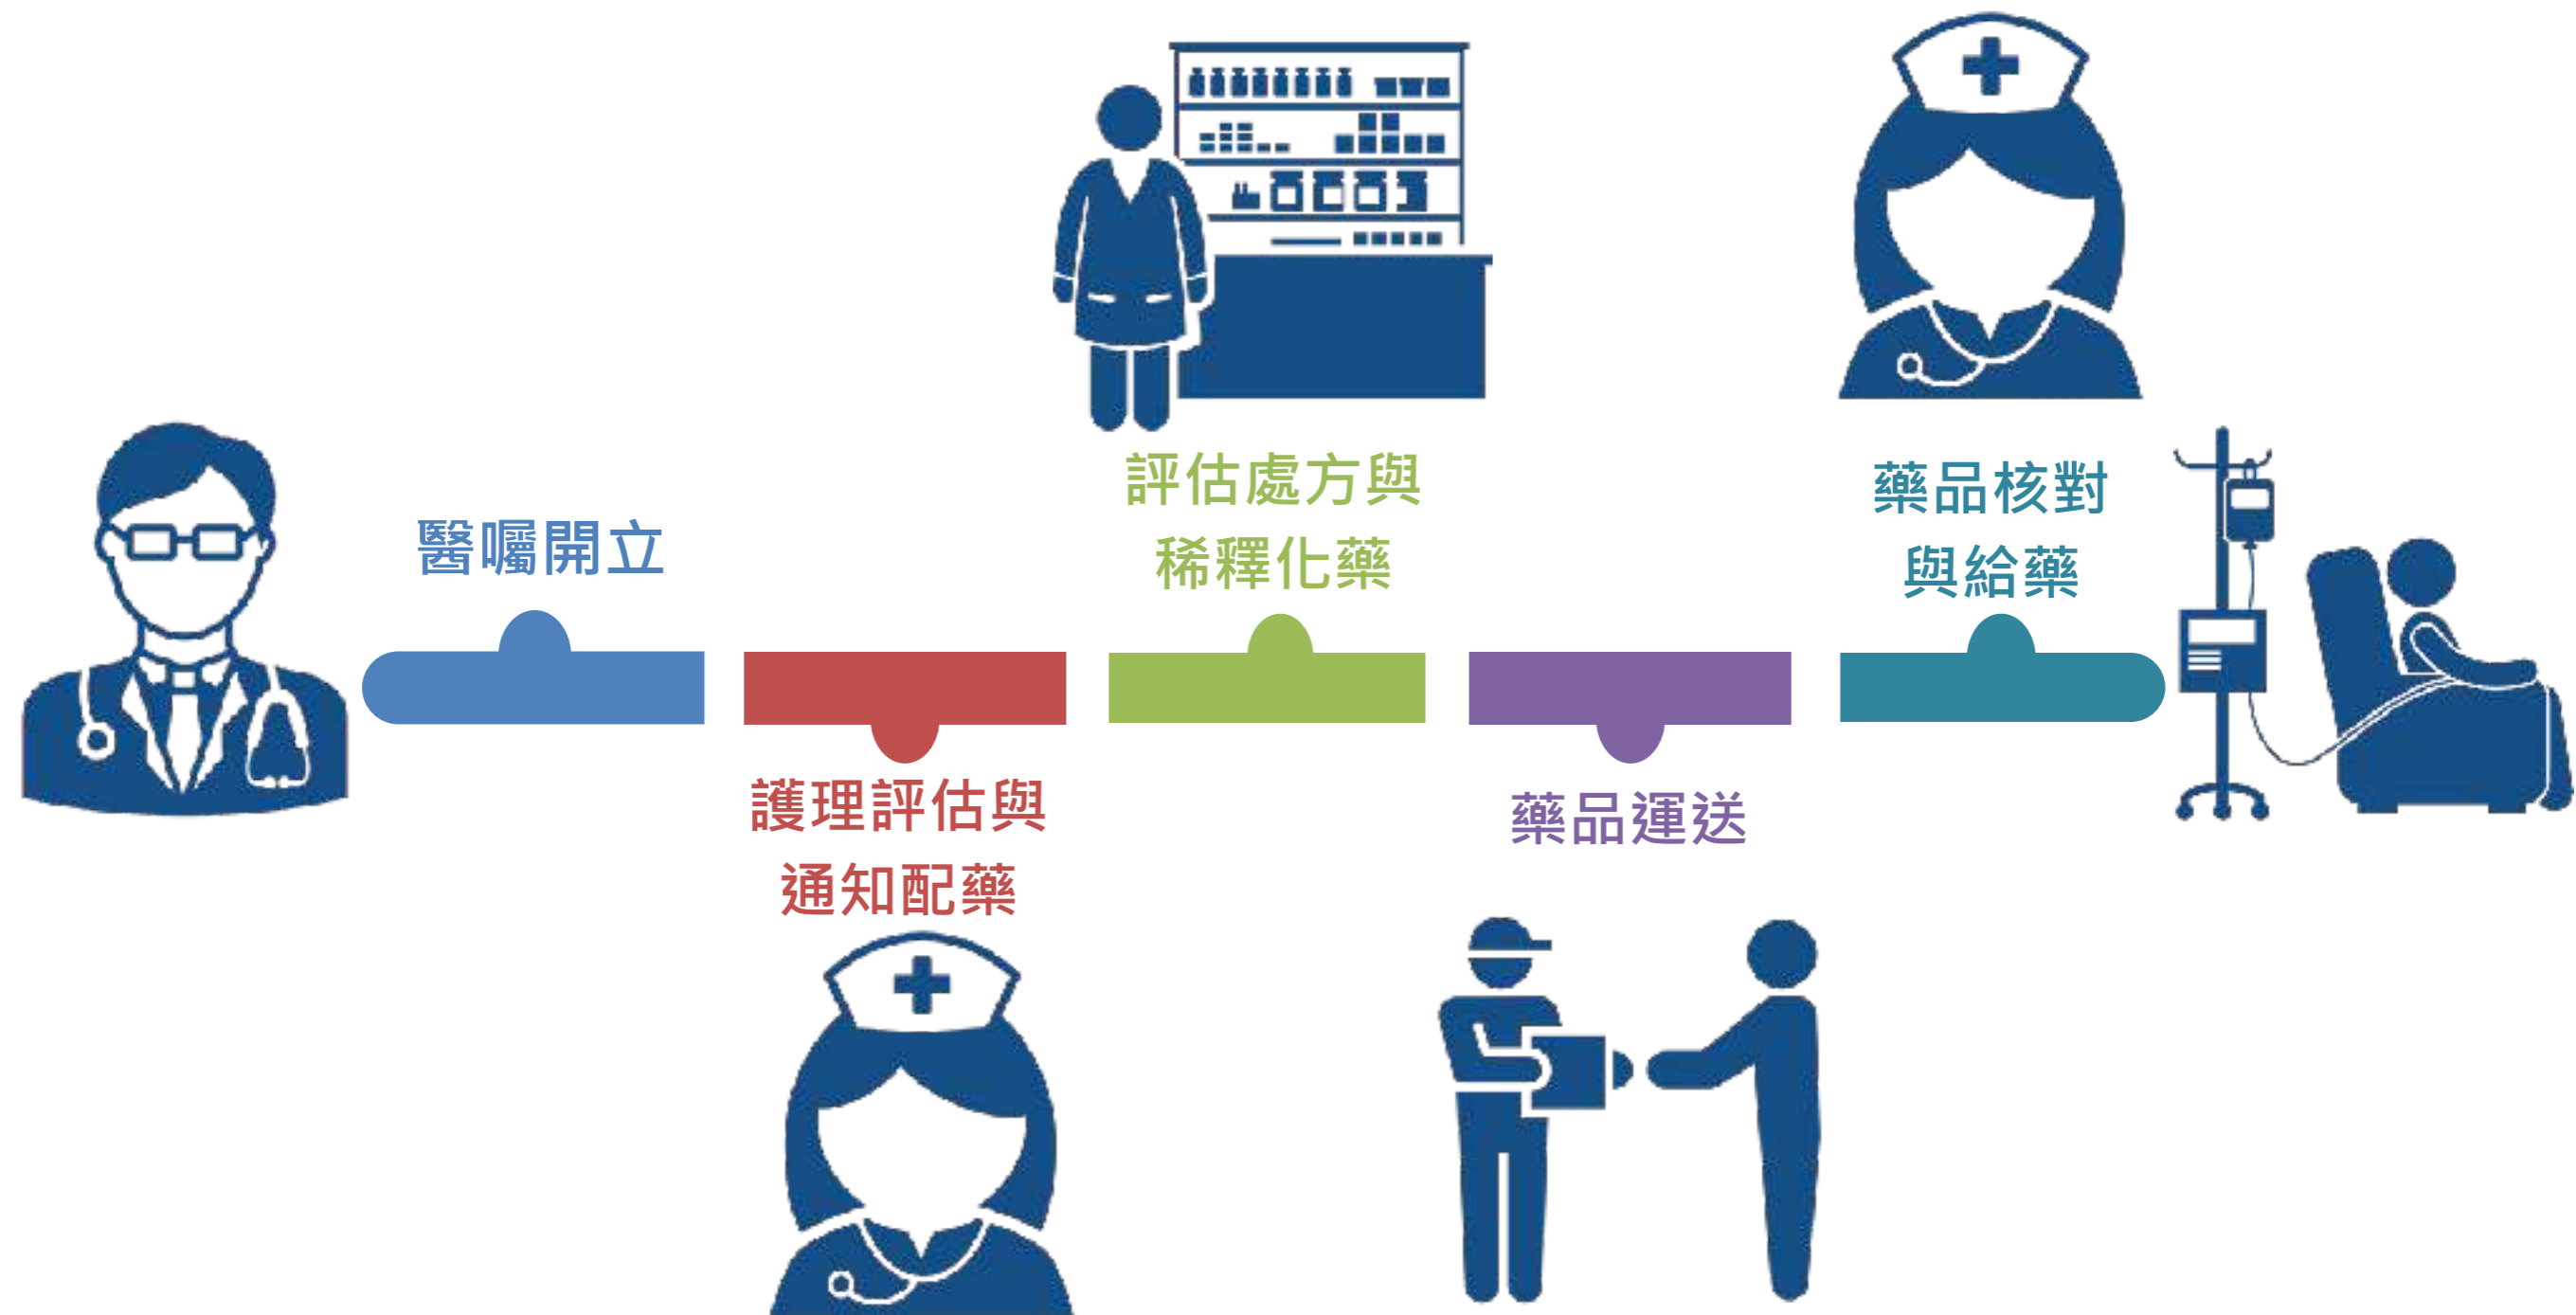 醫囑開立
護理評估與
通知配藥
評估處方與
稀釋化藥
藥品運送
藥品核對
與給藥